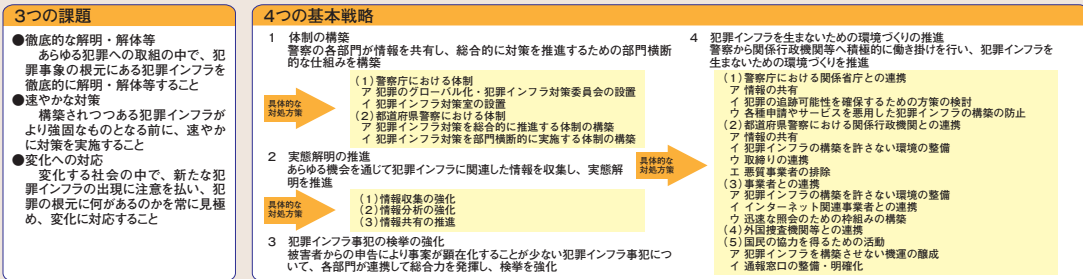 3つの課題
●徹底的な解明・解体等
あらゆる犯罪への取組の中で、犯
罪事象の根元にある犯罪インフラを
徹底的に解明・解体等すること
●速やかな対策
構築されつつある犯罪インフラが
より強固なものとなる前に、速やか
に対策を実施すること
●変化への対応
変化する社会の中で、新たな犯
罪インフラの出現に注意を払い、犯
罪の根元に何があるのかを常に見極
め、変化に対応すること
4つの基本戦略
1 体制の構築
警察の各部門が情報を共有し、総合的に対策を推進するための部門横断
的な仕組みを構築
具体的な
対処方策
(1)警察庁における体制
ア 犯罪のグローバル化・犯罪インフラ対策委員会の設置
イ 犯罪インフラ対策室の設置
(2)都道府県警察における体制
ア 犯罪インフラ対策を総合的に推進する体制の構築
イ 犯罪インフラ対策を部門横断的に実施する体制の構築
2 実態解明の推進
あらゆる機会を通じて犯罪インフラに関連した情報を収集し、実態解
明を推進
具体的な
対処方策
(1)情報収集の強化
(2)情報分析の強化
(3)情報共有の推進
3 犯罪インフラ事犯の検挙の強化
被害者からの申告により事案が顕在化することが少ない犯罪インフラ事犯につ
いて、各部門が連携して総合力を発揮し、検挙を強化
4 犯罪インフラを生まないための環境づくりの推進
警察から関係行政機関等へ積極的に働き掛けを行い、犯罪インフラを
生まないための環境づくりを推進
具体的な
対処方策
(1)警察庁における関係省庁との連携
ア 情報の共有
イ 犯罪の追跡可能性を確保するための方策の検討
ウ 各種申請やサービスを悪用した犯罪インフラの構築の防止
(2)都道府県警察における関係行政機関との連携
ア 情報の共有
イ 犯罪インフラの構築を許さない環境の整備
ウ 取締りの連携
エ 悪質事業者の排除
(3)事業者との連携
ア 犯罪インフラの構築を許さない環境の整備
イ インターネット関連事業者との連携
ウ 迅速な照会のための枠組みの構築
(4)外国捜査機関等との連携
(5)国民の協力を得るための活動
ア 犯罪インフラを構築させない機運の醸成
イ 通報窓口の整備・明確化